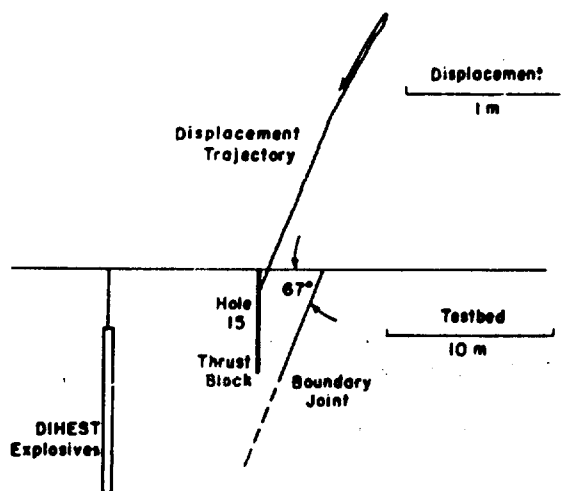 Displacement
1 m
Displacement
Trajectory
67°
Hole
15
Testbed
10 m
Thrust
Block
Boundary
Joint
DIHEST
Explosives